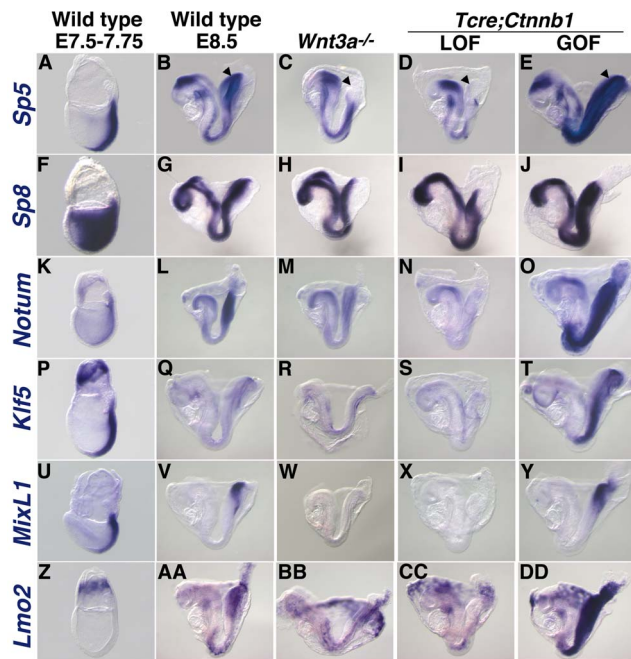 Wild type Wild type Tcre;Ctnnb1
E7.5-7.75 E8.5 Wnt3a-/- LOF GOF
A B C D E
Sp5
F G H I J
Sp8
K L M N O
Notum
P Q R S T
Klf5
U V W X Y
MixL1
Z AA BB CC DD
Lmo2